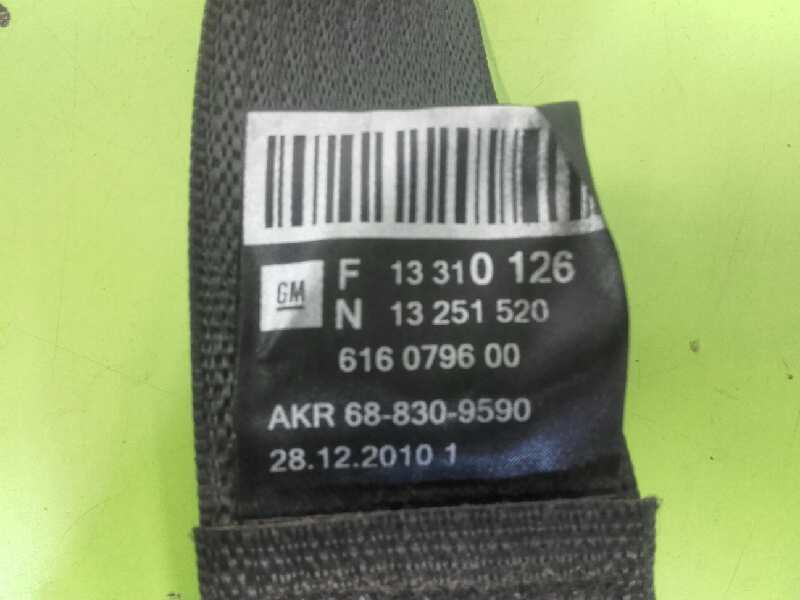 F 13 310 126
GM
N 13 251 520
616 0796 00
AKR 68-830-9590
28.12.2010 1